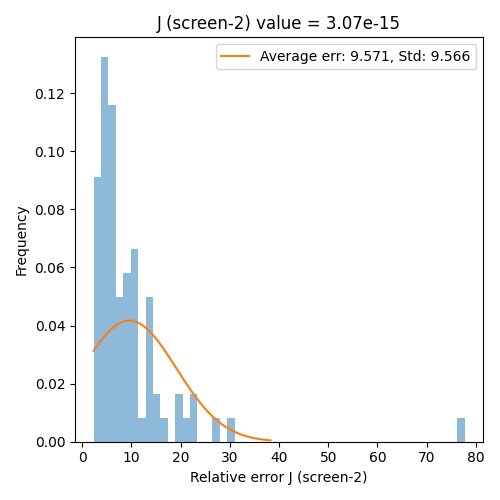 J (screen-2) value = 3.07e-15
Average err: 9.571, Std: 9.566
0.12
0.10
0.08
0.06
0.04
0.02
0.00
Frequency
0 10 20 30 40 50 60 70 80
Relative error J (screen-2)